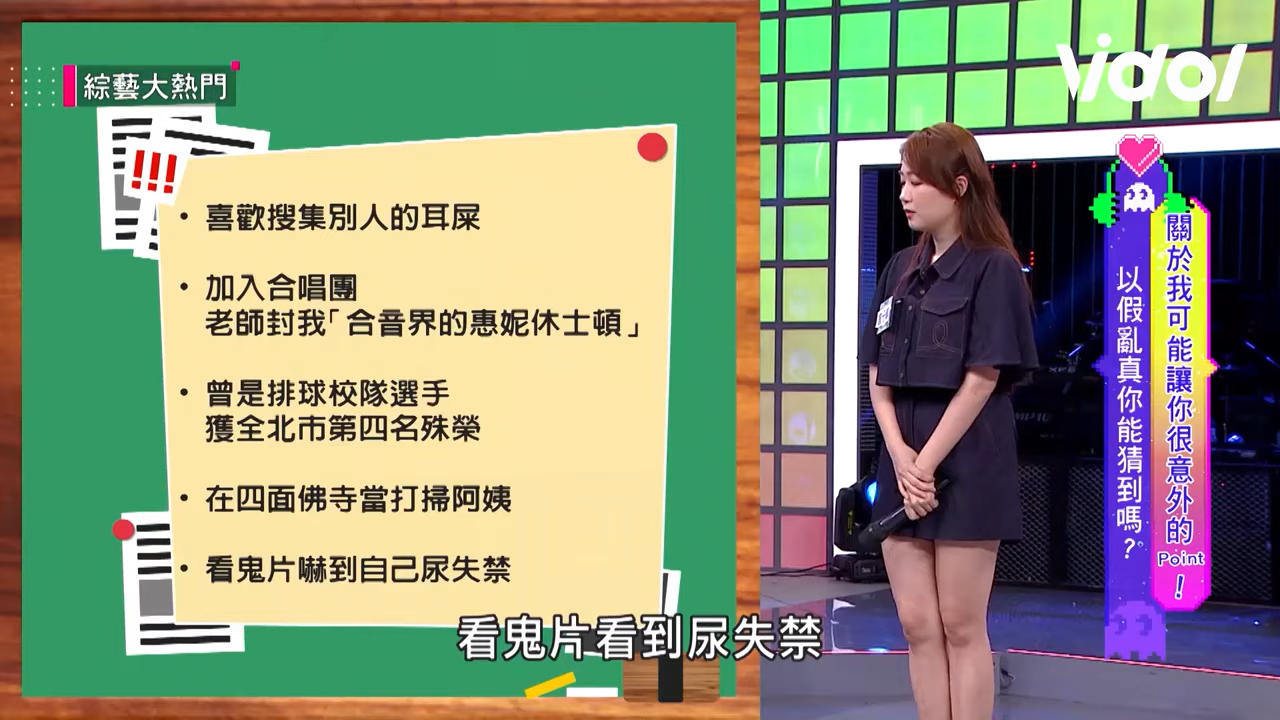 綜藝大熱門
!!!
• 喜歡搜集別人的耳屎
• 加入合唱團
老師封我「合音界的惠妮休士頓」
• 曾是排球校隊選手
獲全北市第四名殊榮
• 在四面佛寺當打掃阿姨
• 看鬼片嚇到自己尿失禁
看鬼片看到尿失禁
Vidol
關於我可能讓你很意外的Point!
以假亂真你能猜到嗎?